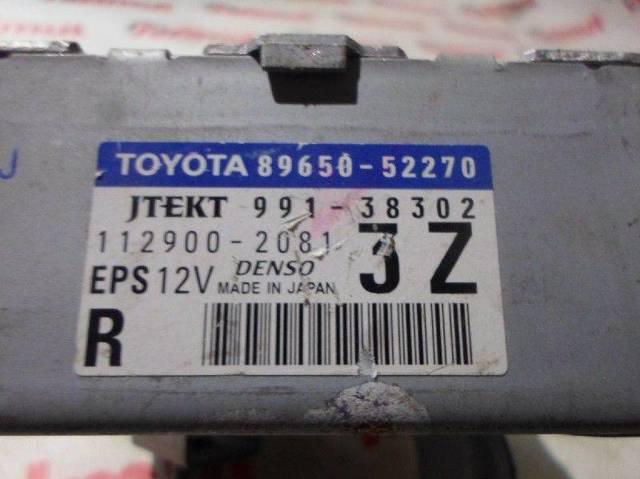 J
TOYOTA 89650-52270
JTEKT 991-38302
112900-2081
3Z
EPS 12V DENSO
MADE IN JAPAN
R